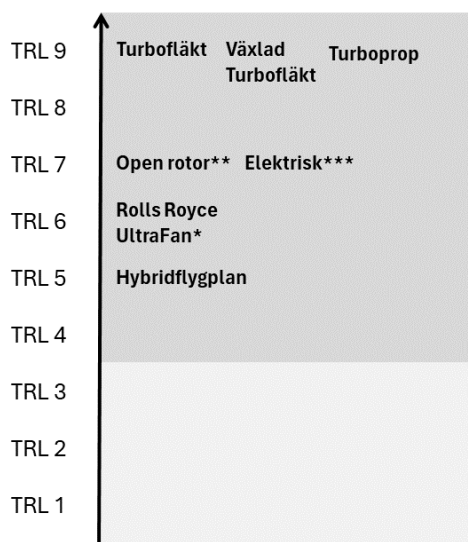 TRL 9
Turbofläkt
Växlad
Turbofläkt
Turboprop
TRL 8
TRL 7
Open rotor**
Elektrisk***
TRL 6
Rolls Royce
UltraFan*
TRL 5
Hybridflygplan
TRL 4
TRL 3
TRL 2
TRL 1